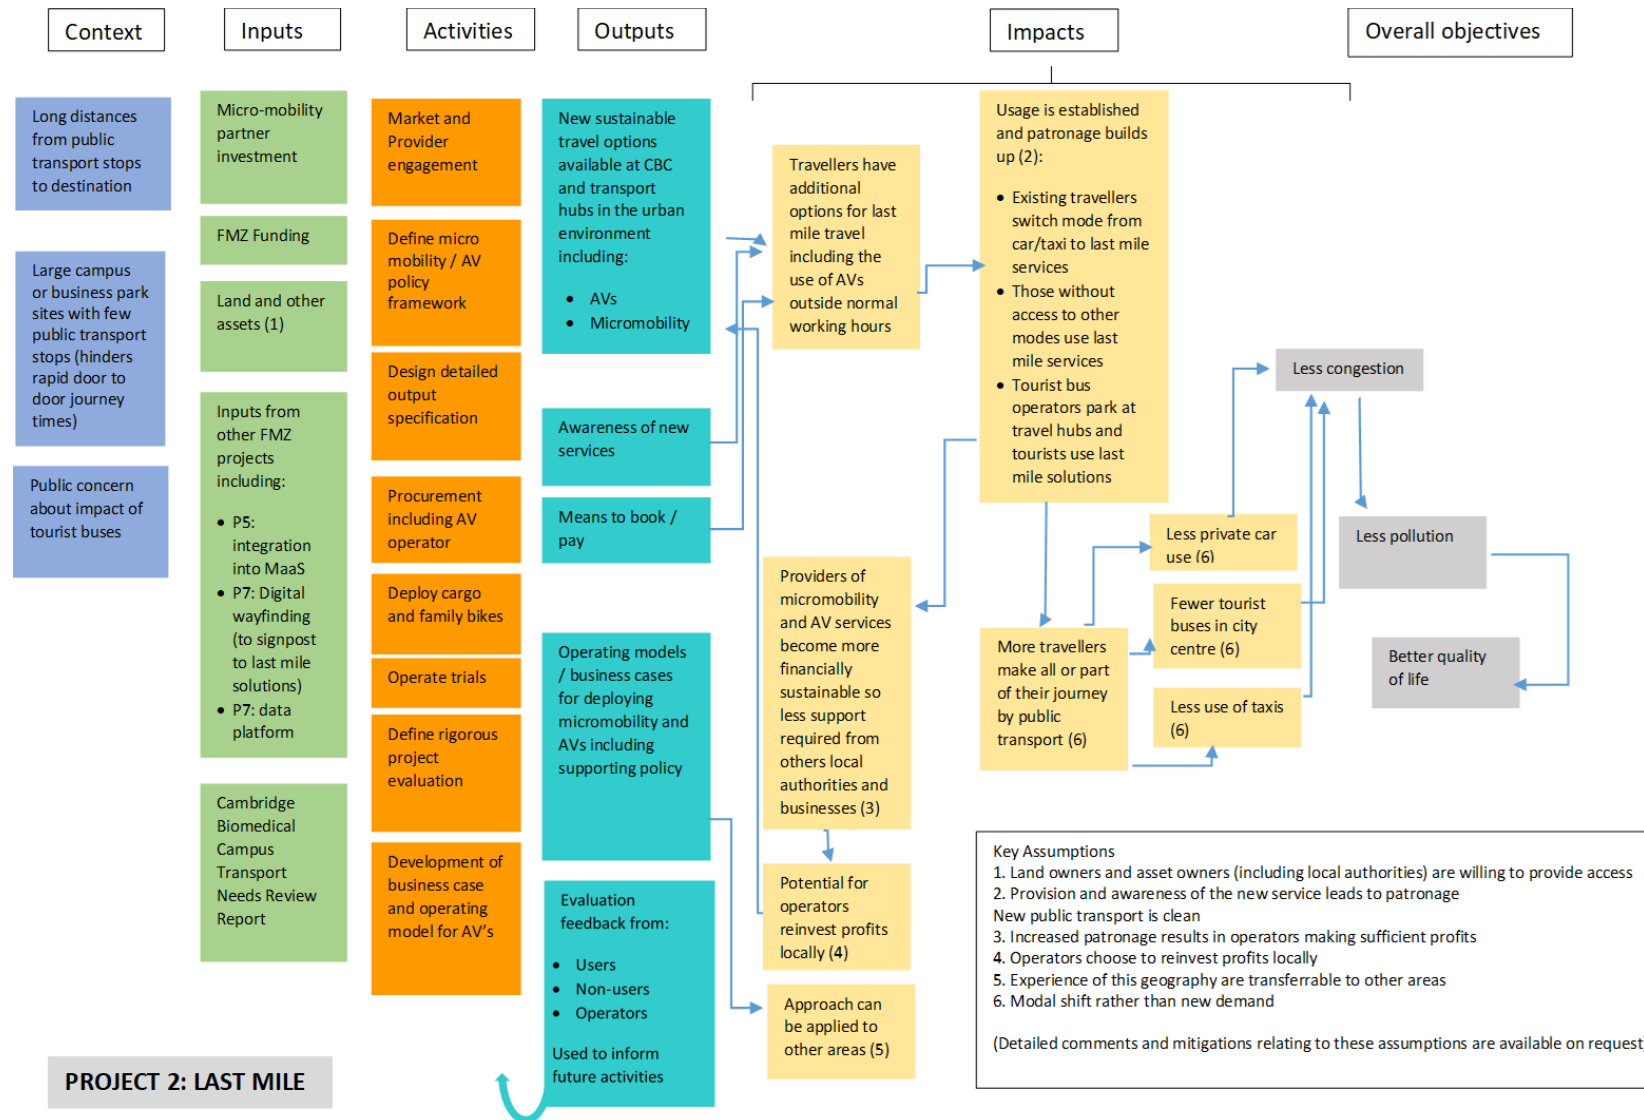 Context
Inputs
Activities
Outputs
Impacts
Overall objectives
Long distances
from public
transport stops
to destination
Large campus
or business park
sites with few
public transport
stops (hinders
rapid door to
door journey
times)
Public concern
about impact of
tourist buses
Micro-mobility
partner
investment
FMZ Funding
Land and other
assets (1)
Inputs from
other FMZ
projects
including:
• P5:
integration
into MaaS
• P7: Digital
wayfinding
(to signpost
to last mile
solutions)
• P7: data
platform
Cambridge
Biomedical
Campus
Transport
Needs Review
Report
Market and
Provider
engagement
Define micro
mobility / AV
policy
framework
Design detailed
output
specification
Procurement
including AV
operator
Deploy cargo
and family bikes
Operate trials
Define rigorous
project
evaluation
Development of
business case
and operating
model for AV's
New sustainable
travel options
available at CBC
and transport
hubs in the urban
environment
including:
• AVs
• Micromobility
Awareness of new
services
Means to book /
pay
Operating models
/ business cases
for deploying
micromobility and
AVs including
supporting policy
Evaluation
feedback from:
• Users
• Non-users
• Operators
Used to inform
future activities
Travellers have
additional
options for last
mile travel
including the
use of AVs
outside normal
working hours
Providers of
micromobility
and AV services
become more
financially
sustainable so
less support
required from
others local
authorities and
businesses (3)
Potential for
operators
reinvest profits
locally (4)
Approach can
be applied to
other areas (5)
Usage is established
and patronage builds
up (2):
• Existing travellers
switch mode from
car/taxi to last mile
services
• Those without
access to other
modes use last
mile services
• Tourist bus
operators park at
travel hubs and
tourists use last
mile solutions
More travellers
make all or part
of their journey
by public
transport (6)
Less private car
use (6)
Fewer tourist
buses in city
centre (6)
Less use of taxis
(6)
Less congestion
Less pollution
Better quality
of life
Key Assumptions
1. Land owners and asset owners (including local authorities) are willing to provide access
2. Provision and awareness of the new service leads to patronage
New public transport is clean
3. Increased patronage results in operators making sufficient profits
4. Operators choose to reinvest profits locally
5. Experience of this geography are transferrable to other areas
6. Modal shift rather than new demand
(Detailed comments and mitigations relating to these assumptions are available on request)
PROJECT 2: LAST MILE